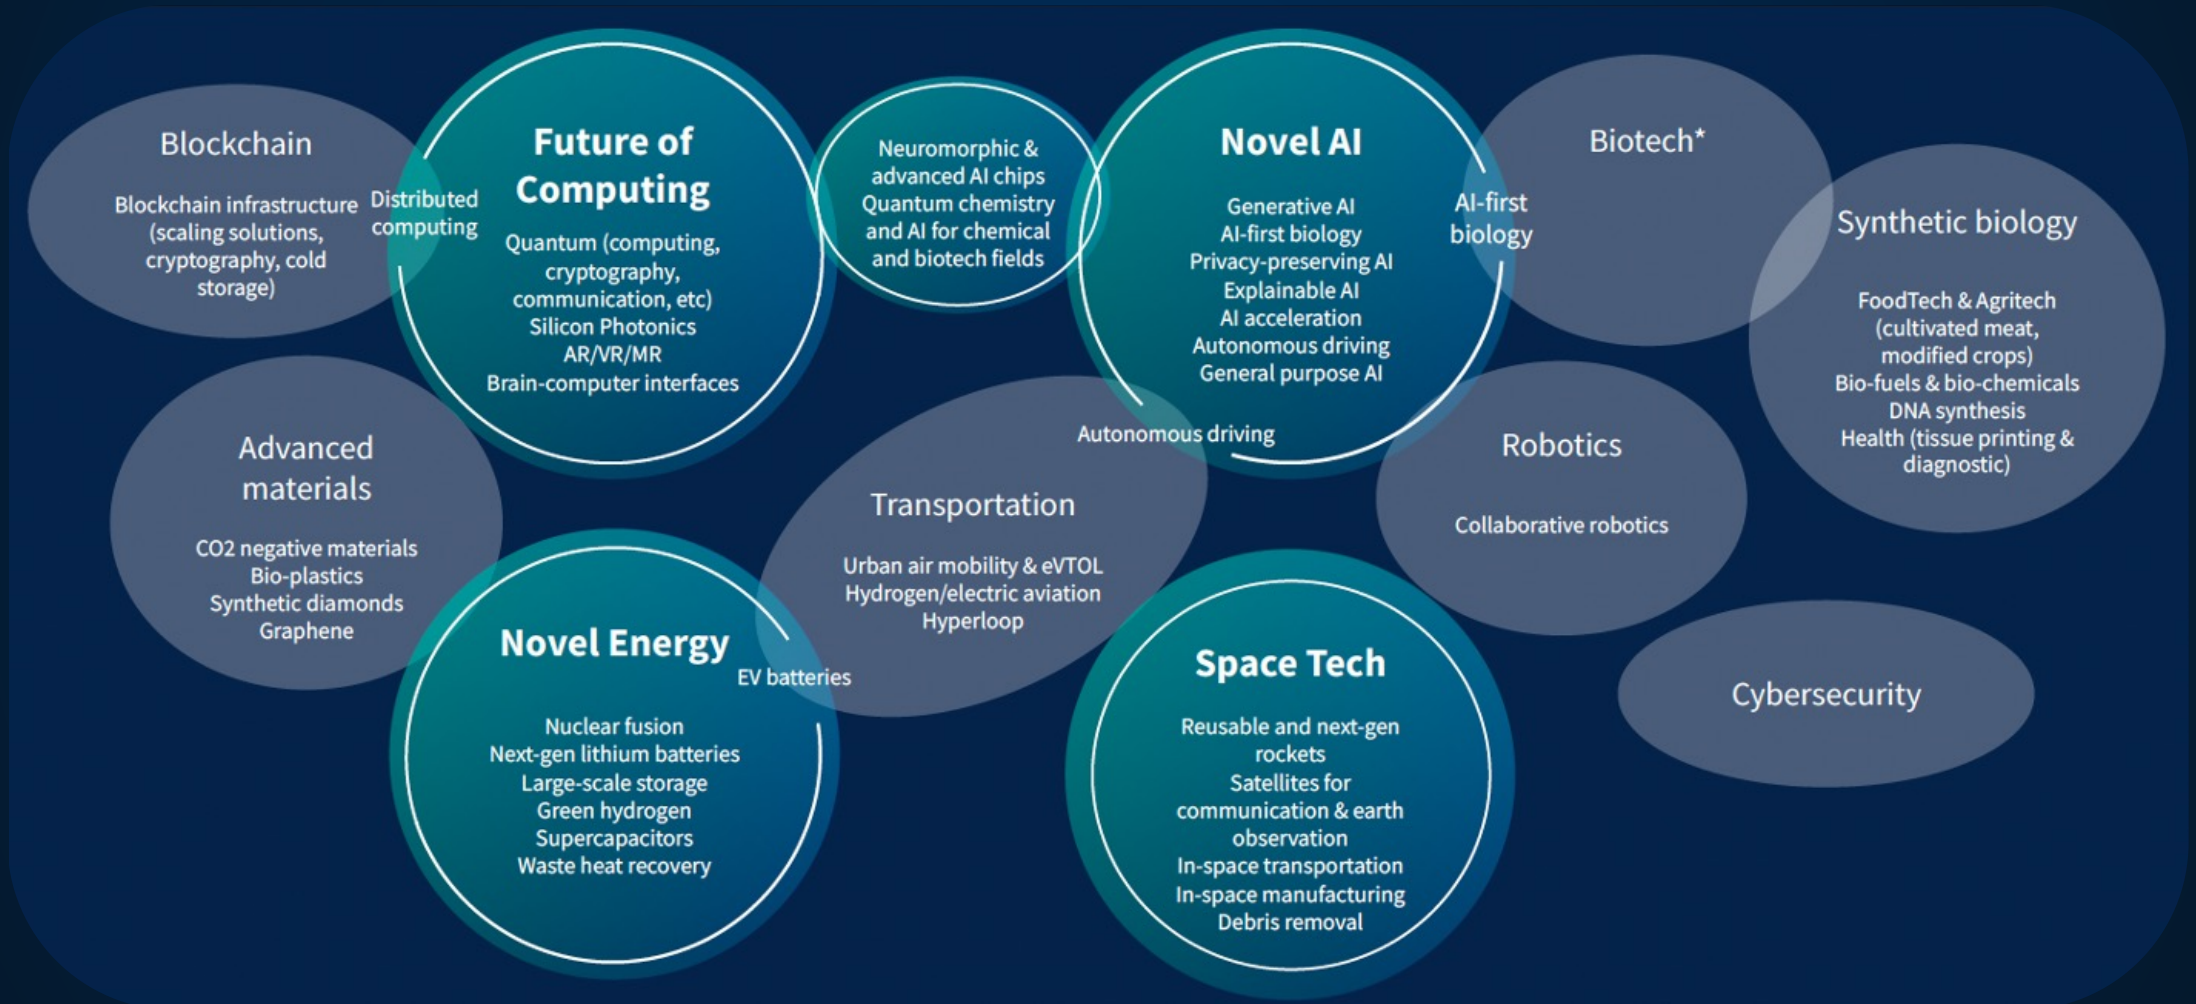 Blockchain
Blockchain infrastructure
(scaling solutions,
cryptography, cold
storage)
Distributed
computing
Future of
Computing
Quantum (computing,
cryptography,
communication, etc)
Silicon Photonics
AR/VR/MR
Brain-computer interfaces
Neuromorphic &
advanced AI chips
Quantum chemistry
and AI for chemical
and biotech fields
Novel AI
Generative AI
AI-first biology
Privacy-preserving AI
Explainable AI
AI acceleration
Autonomous driving
General purpose AI
AI-first
biology
Biotech*
Synthetic biology
FoodTech & Agritech
(cultivated meat,
modified crops)
Bio-fuels & bio-chemicals
DNA synthesis
Health (tissue printing &
diagnostic)
Advanced
materials
CO2 negative materials
Bio-plastics
Synthetic diamonds
Graphene
Autonomous driving
Transportation
Urban air mobility & eVTOL
Hydrogen/electric aviation
Hyperloop
Robotics
Collaborative robotics
Novel Energy
EV batteries
Nuclear fusion
Next-gen lithium batteries
Large-scale storage
Green hydrogen
Supercapacitors
Waste heat recovery
Space Tech
Reusable and next-gen
rockets
Satellites for
communication & earth
observation
In-space transportation
In-space manufacturing
Debris removal
Cybersecurity